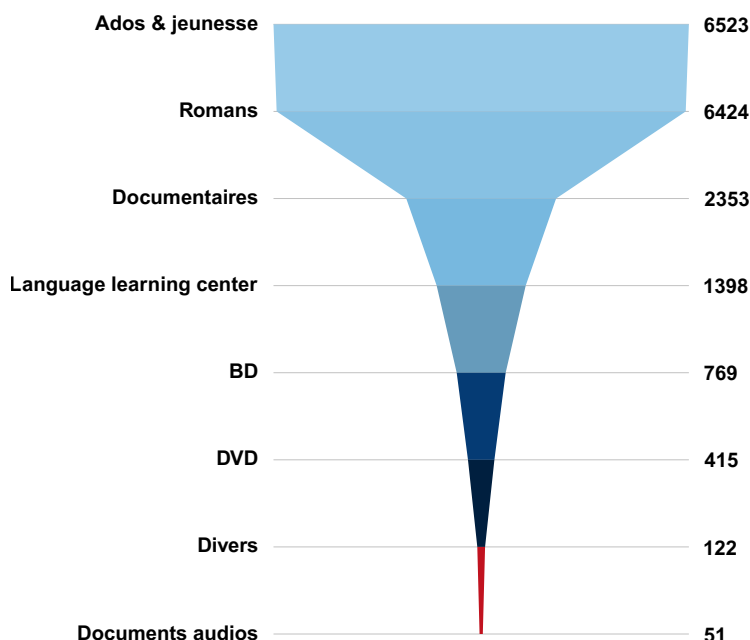 Ados & jeunesse 6523
Romans 6424
Documentaires 2353
Language learning center 1398
BD 769
DVD 415
Divers 122
Documents audios 51